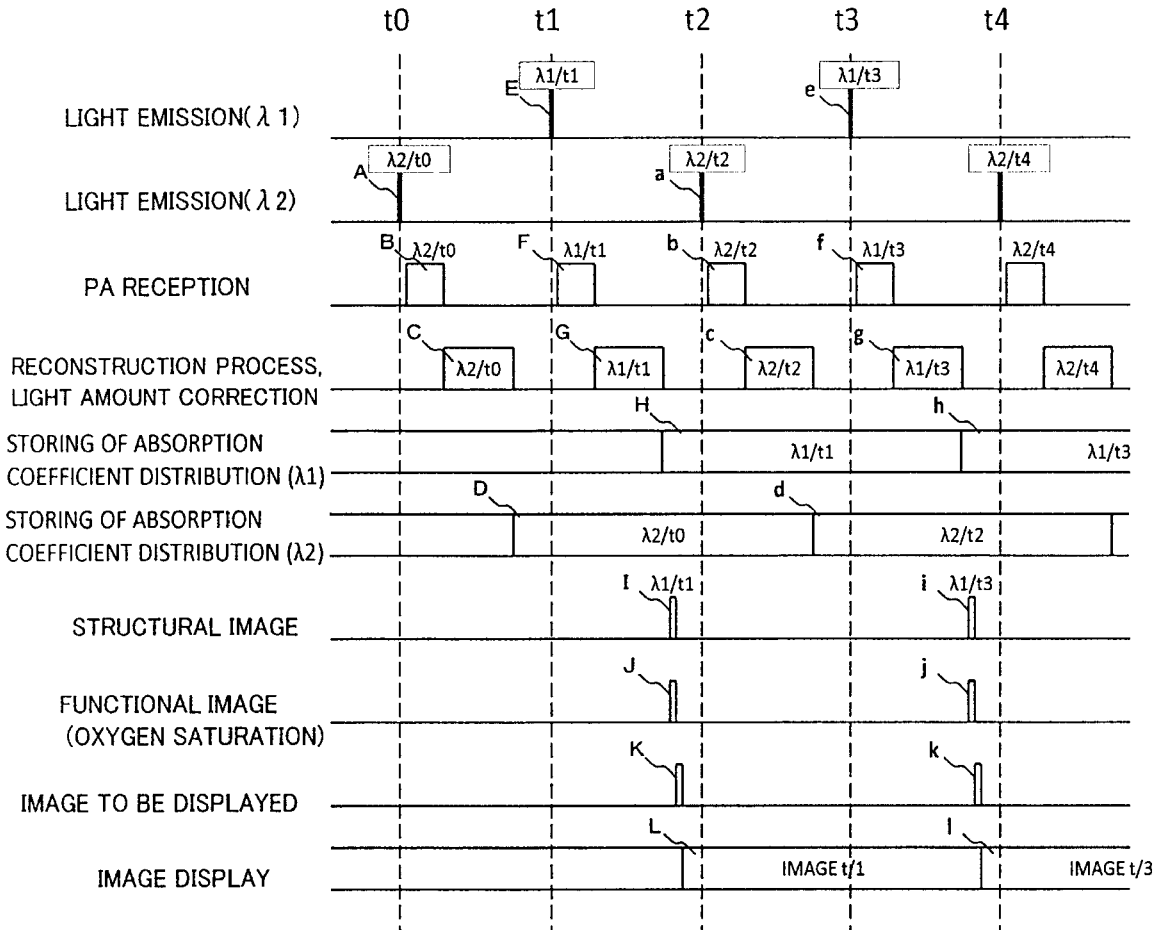 t0 t1 t2 t3 t4
λ1/t1 λ1/t3
E e
LIGHT EMISSION(λ 1)
λ2/t0 λ2/t2 λ2/t4
A a
LIGHT EMISSION(λ 2)
B λ2/t0 F λ1/t1 b λ2/t2 f λ1/t3 λ2/t4
PA RECEPTION
C G c g
RECONSTRUCTION PROCESS, λ2/t0 λ1/t1 λ2/t2 λ1/t3 λ2/t4
LIGHT AMOUNT CORRECTION
H h
STORING OF ABSORPTION λ1/t1 λ1/t3
COEFFICIENT DISTRIBUTION (λ1)
D d
STORING OF ABSORPTION λ2/t0 λ2/t2
COEFFICIENT DISTRIBUTION (λ2)
I λ1/t1 i λ1/t3
STRUCTURAL IMAGE
J j
FUNCTIONAL IMAGE
(OXYGEN SATURATION)
K k
IMAGE TO BE DISPLAYED
L l
IMAGE DISPLAY IMAGE t/1 IMAGE t/3